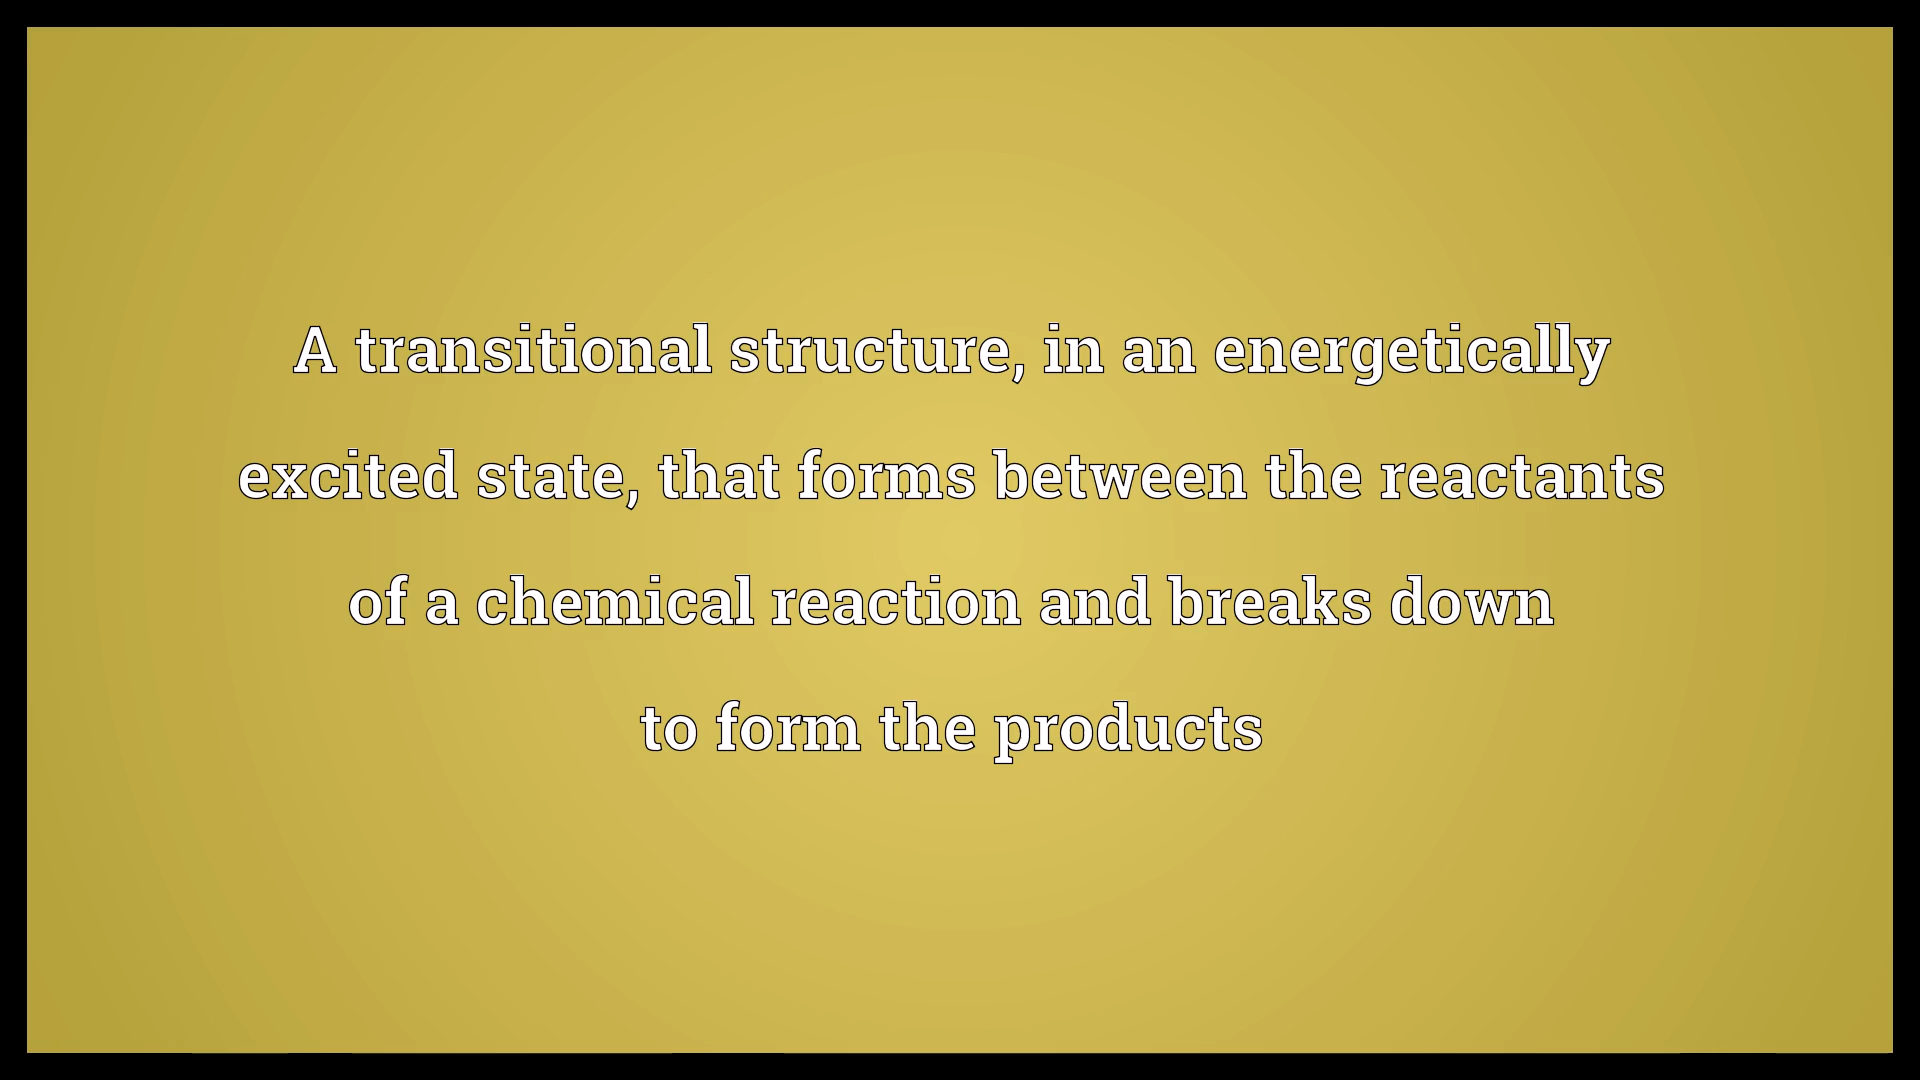 A transitional structure, in an energetically
excited state, that forms between the reactants
of a chemical reaction and breaks down
to form the products